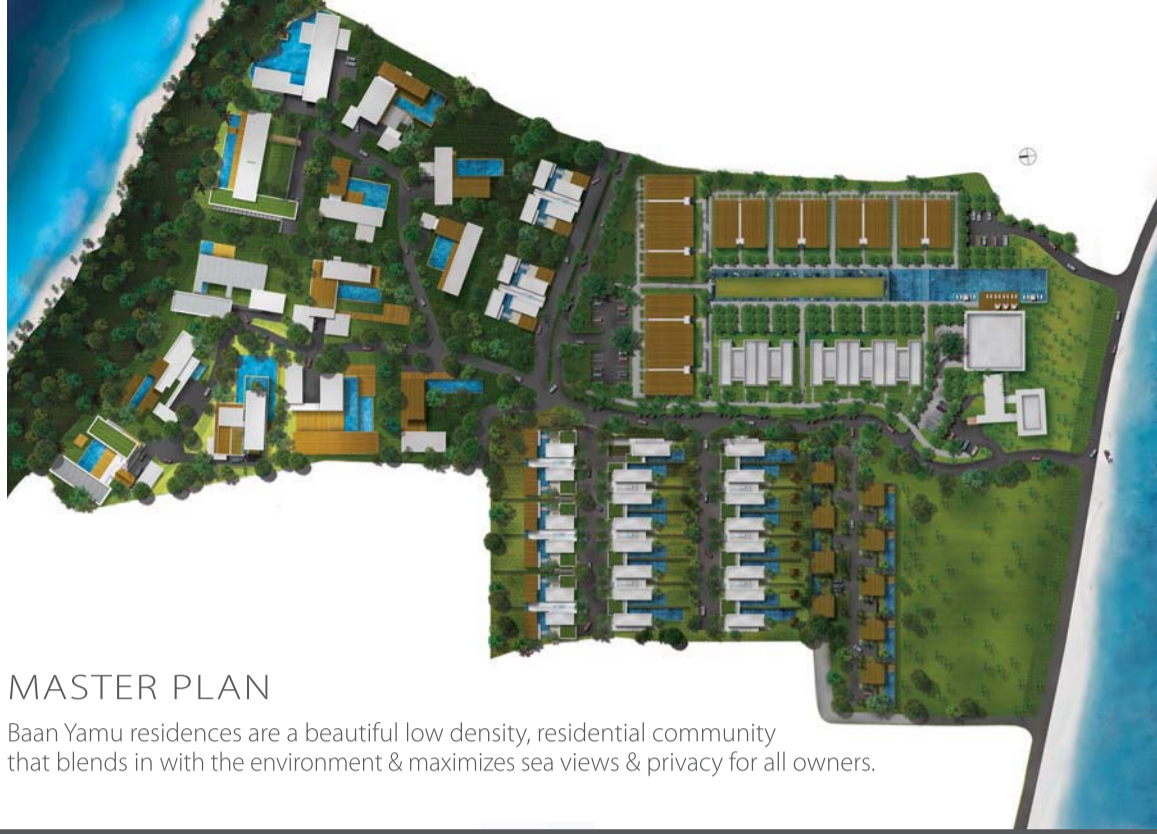 MASTER PLAN
Baan Yamu residences are a beautiful low density, residential community
that blends in with the environment & maximizes sea views & privacy for all owners.